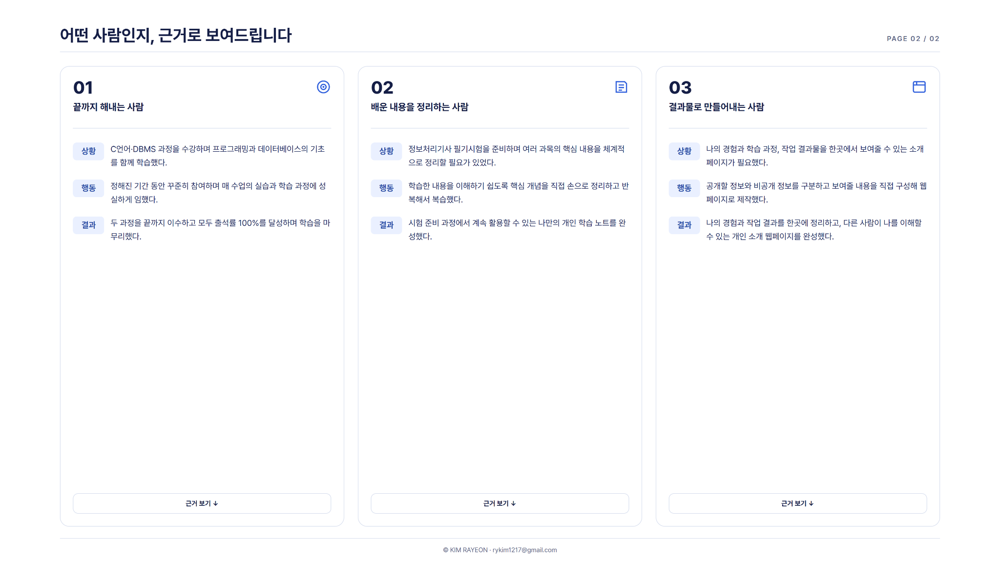 어떤 사람인지, 근거로 보여드립니다
PAGE 02 / 02
01
끝까지 해내는 사람
상황
C언어·DBMS 과정을 수강하며 프로그래밍과 데이터베이스의 기초
를 함께 학습했다.
행동
정해진 기간 동안 꾸준히 참여하며 매 수업의 실습과 학습 과정에 성
실하게 임했다.
결과
두 과정을 끝까지 이수하고 모두 출석률 100%를 달성하며 학습을 마
무리했다.
근거 보기 ↓
02
배운 내용을 정리하는 사람
상황
정보처리기사 필기시험을 준비하며 여러 과목의 핵심 내용을 체계적
으로 정리할 필요가 있었다.
행동
학습한 내용을 이해하기 쉽도록 핵심 개념을 직접 손으로 정리하고 반
복해서 복습했다.
결과
시험 준비 과정에서 계속 활용할 수 있는 나만의 개인 학습 노트를 완
성했다.
근거 보기 ↓
03
결과물로 만들어내는 사람
상황
나의 경험과 학습 과정, 작업 결과물을 한곳에서 보여줄 수 있는 소개
페이지가 필요했다.
행동
공개할 정보와 비공개 정보를 구분하고 보여줄 내용을 직접 구성해 웹
페이지로 제작했다.
결과
나의 경험과 작업 결과를 한곳에 정리하고, 다른 사람이 나를 이해할
수 있는 개인 소개 웹페이지를 완성했다.
근거 보기 ↓
© KIM RAYEON · rykim1217@gmail.com